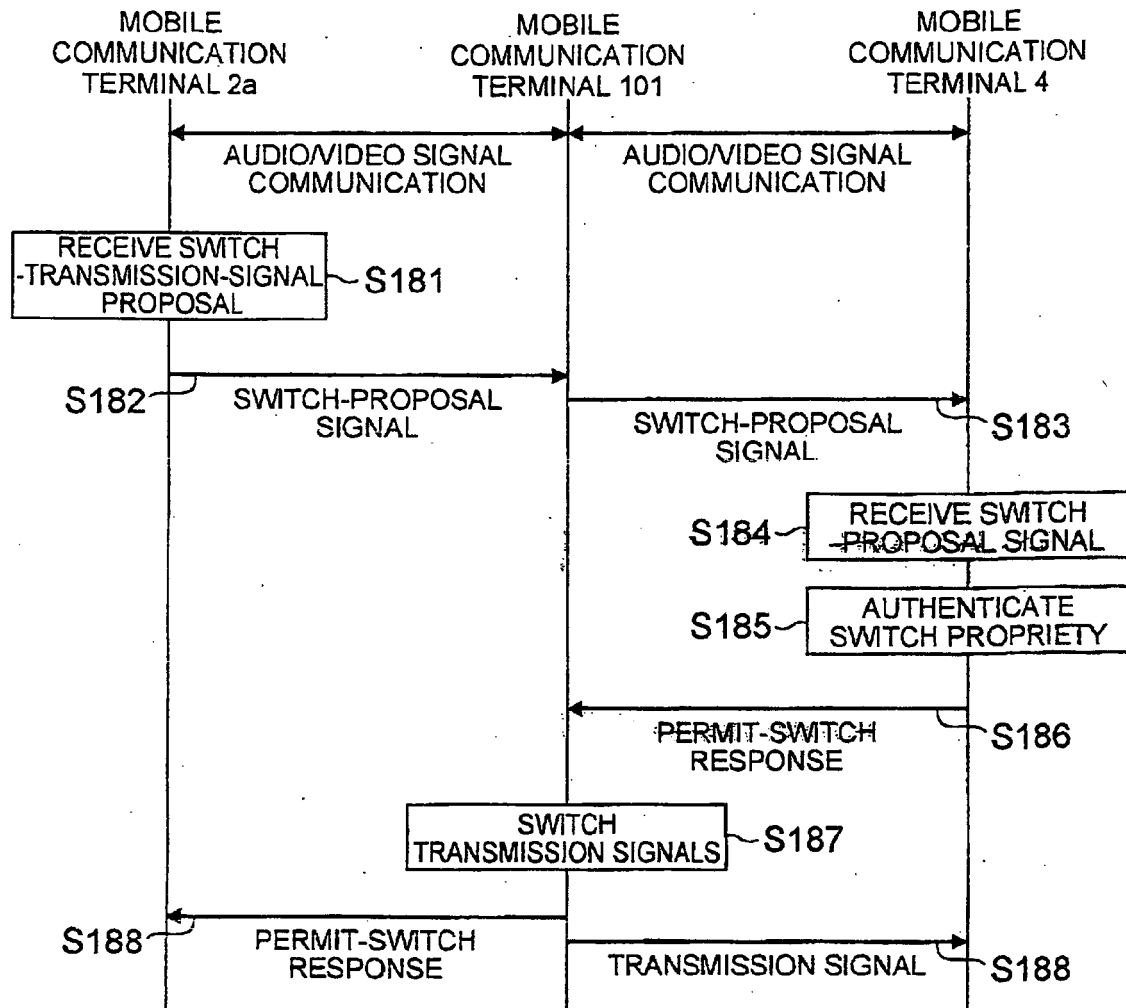 MOBILE
COMMUNICATION
TERMINAL 2a
MOBILE
COMMUNICATION
TERMINAL 101
MOBILE
COMMUNICATION
TERMINAL 4
AUDIO/VIDEO SIGNAL
COMMUNICATION
AUDIO/VIDEO SIGNAL
COMMUNICATION
RECEIVE SWITCH
-TRANSMISSION-SIGNAL
PROPOSAL
S181
S182
SWITCH-PROPOSAL
SIGNAL
SWITCH-PROPOSAL
SIGNAL
S183
S184
RECEIVE SWITCH
-PROPOSAL SIGNAL
S185
AUTHENTICATE
SWITCH PROPRIETY
PERMIT-SWITCH
RESPONSE
S186
SWITCH
TRANSMISSION SIGNALS
S187
S188
PERMIT-SWITCH
RESPONSE
TRANSMISSION SIGNAL
S188